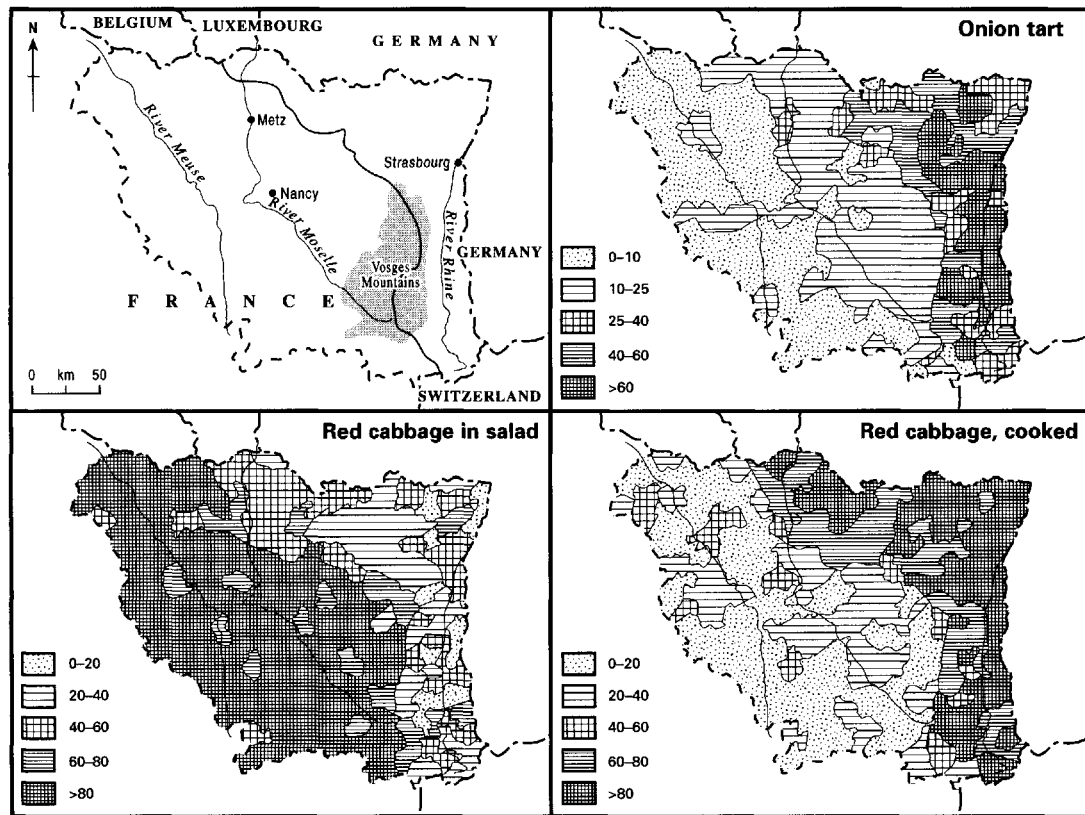 BELGIUM
LUXEMBOURG
GERMANY
N
River Meuse
Metz
Strasbourg
Nancy
River Moselle
River Rhine
GERMANY
Vosges
Mountains
FRANCE
0 km 50
SWITZERLAND
Onion tart
0–10
10–25
25–40
40–60
>60
Red cabbage in salad
0–20
20–40
40–60
60–80
>80
Red cabbage, cooked
0–20
20–40
40–60
60–80
>80